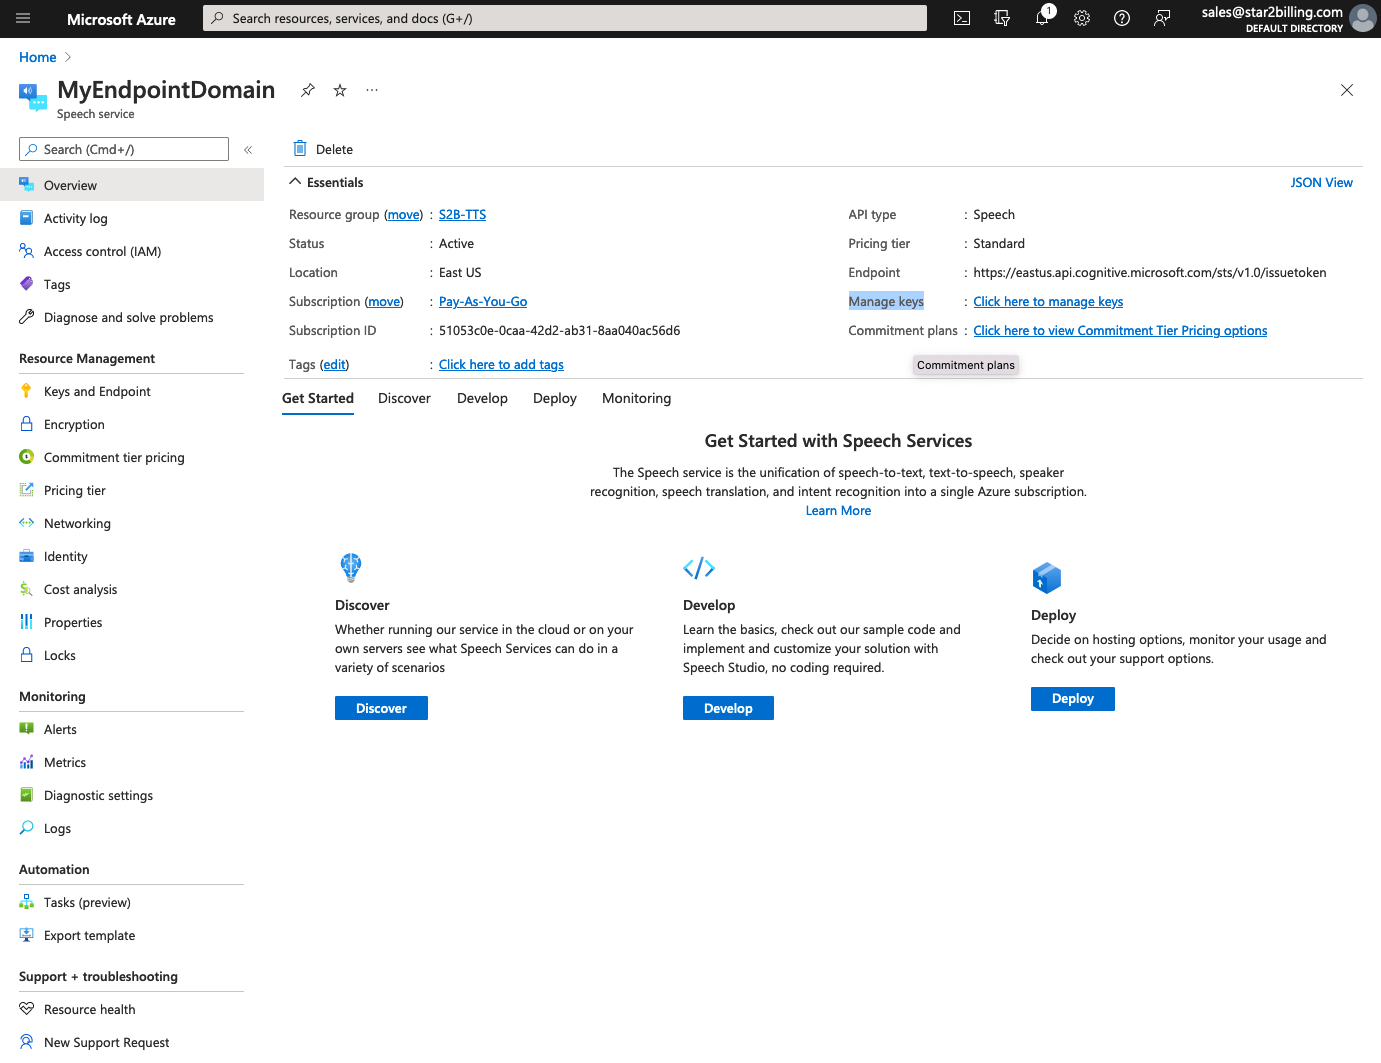 Microsoft Azure
Search resources, services, and docs (G+/)
1
sales@star2billing.com
DEFAULT DIRECTORY
Home
MyEndpointDomain
Speech service
Search (Cmd+/)
Overview
Activity log
Access control (IAM)
Tags
Diagnose and solve problems
Resource Management
Keys and Endpoint
Encryption
Commitment tier pricing
Pricing tier
Networking
Identity
Cost analysis
Properties
Locks
Monitoring
Alerts
Metrics
Diagnostic settings
Logs
Automation
Tasks (preview)
Export template
Support + troubleshooting
Resource health
New Support Request
Delete
Essentials
JSON View
Resource group (move) : S2B-TTS
Status : Active
Location : East US
Subscription (move) : Pay-As-You-Go
Subscription ID : 51053c0e-0caa-42d2-ab31-8aa040ac56d6
Tags (edit) : Click here to add tags
API type : Speech
Pricing tier : Standard
Endpoint : https://eastus.api.cognitive.microsoft.com/sts/v1.0/issuetoken
Manage keys : Click here to manage keys
Commitment plans : Click here to view Commitment Tier Pricing options
Commitment plans
Get Started Discover Develop Deploy Monitoring
Get Started with Speech Services
The Speech service is the unification of speech-to-text, text-to-speech, speaker
recognition, speech translation, and intent recognition into a single Azure subscription.
Learn More
Discover
Whether running our service in the cloud or on your
own servers see what Speech Services can do in a
variety of scenarios
Discover
Develop
Learn the basics, check out our sample code and
implement and customize your solution with
Speech Studio, no coding required.
Develop
Deploy
Decide on hosting options, monitor your usage and
check out your support options.
Deploy